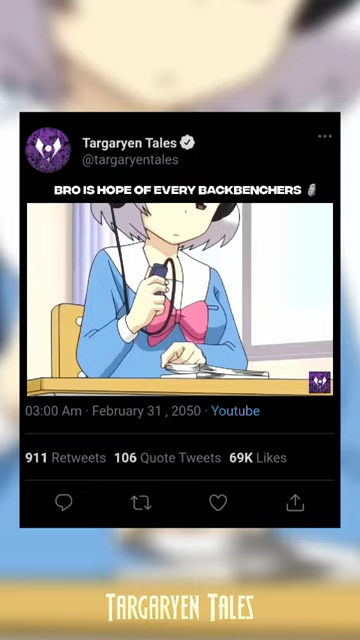 Targaryen Tales
@targaryentales
BRO IS HOPE OF EVERY BACKBENCHERS 🗿
03:00 Am · February 31 , 2050 · Youtube
911 Retweets 106 Quote Tweets 69K Likes
TARGARYEN TALES